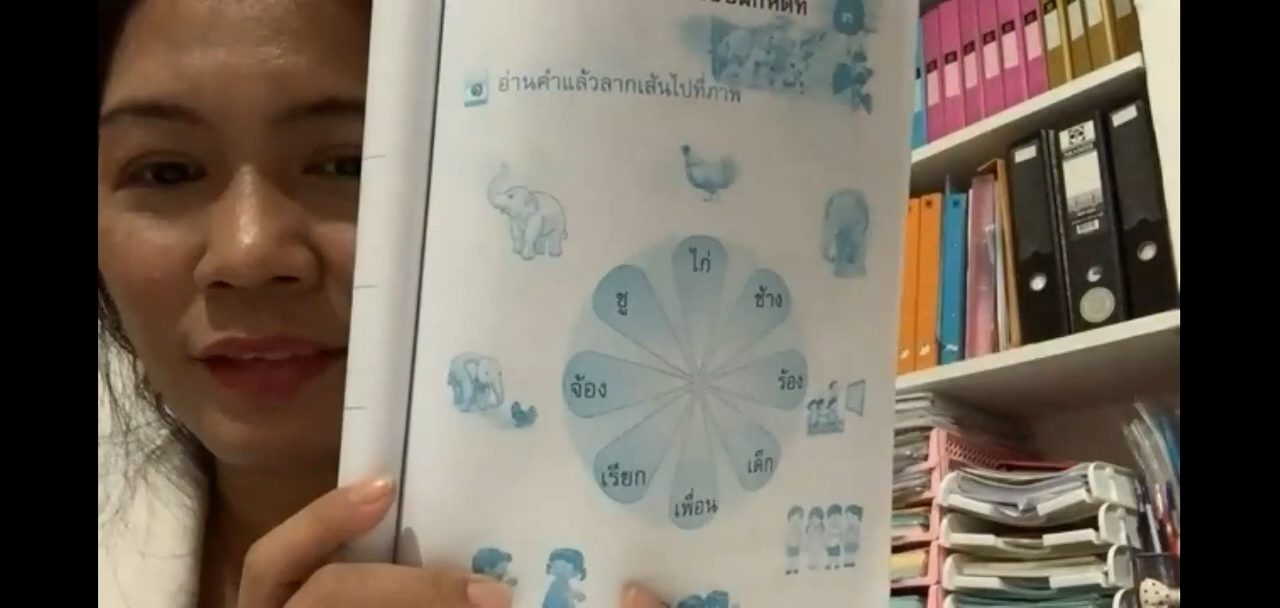 ๑ อ่านคำแล้วลากเส้นไปที่ภาพ
ไก่
ชู
ช้าง
จ้อง
ร้อง
เรียก
เด็ก
เพื่อน